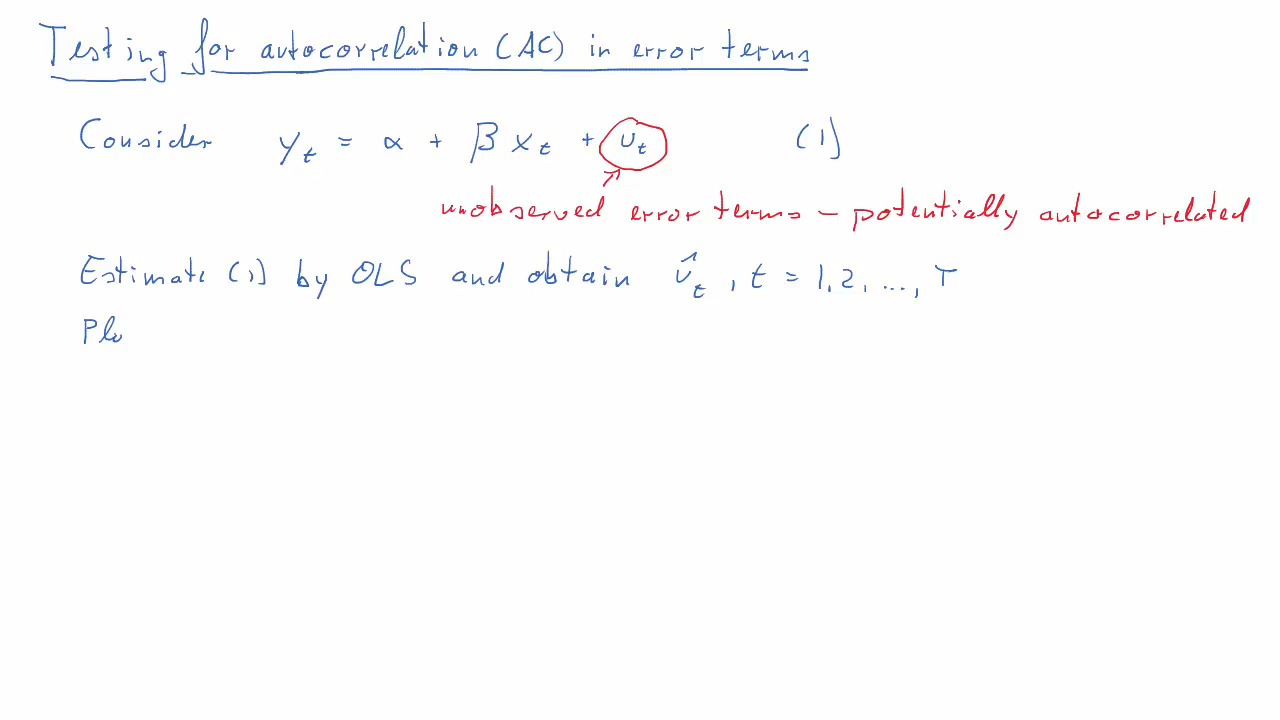 Testing for autocorrelation (AC) in error terms
Consider y_t = α + β x_t + u_t (1)
unobserved error terms – potentially autocorrelated
Estimate (1) by OLS and obtain û_t , t = 1, 2, ..., T
Plo